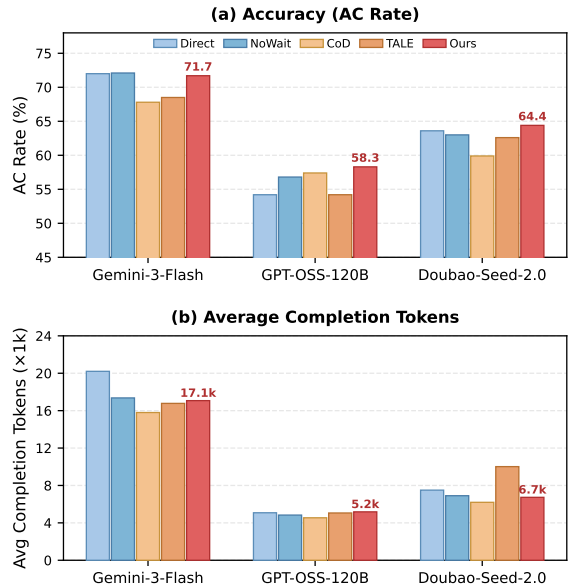 (a) Accuracy (AC Rate)
Direct NoWait CoD TALE Ours
75
70
65
60
55
50
45
AC Rate (%)
71.7
58.3
64.4
Gemini-3-Flash GPT-OSS-120B Doubao-Seed-2.0
(b) Average Completion Tokens
24
20
16
12
8
4
0
Avg Completion Tokens (×1k)
17.1k
5.2k
6.7k
Gemini-3-Flash GPT-OSS-120B Doubao-Seed-2.0